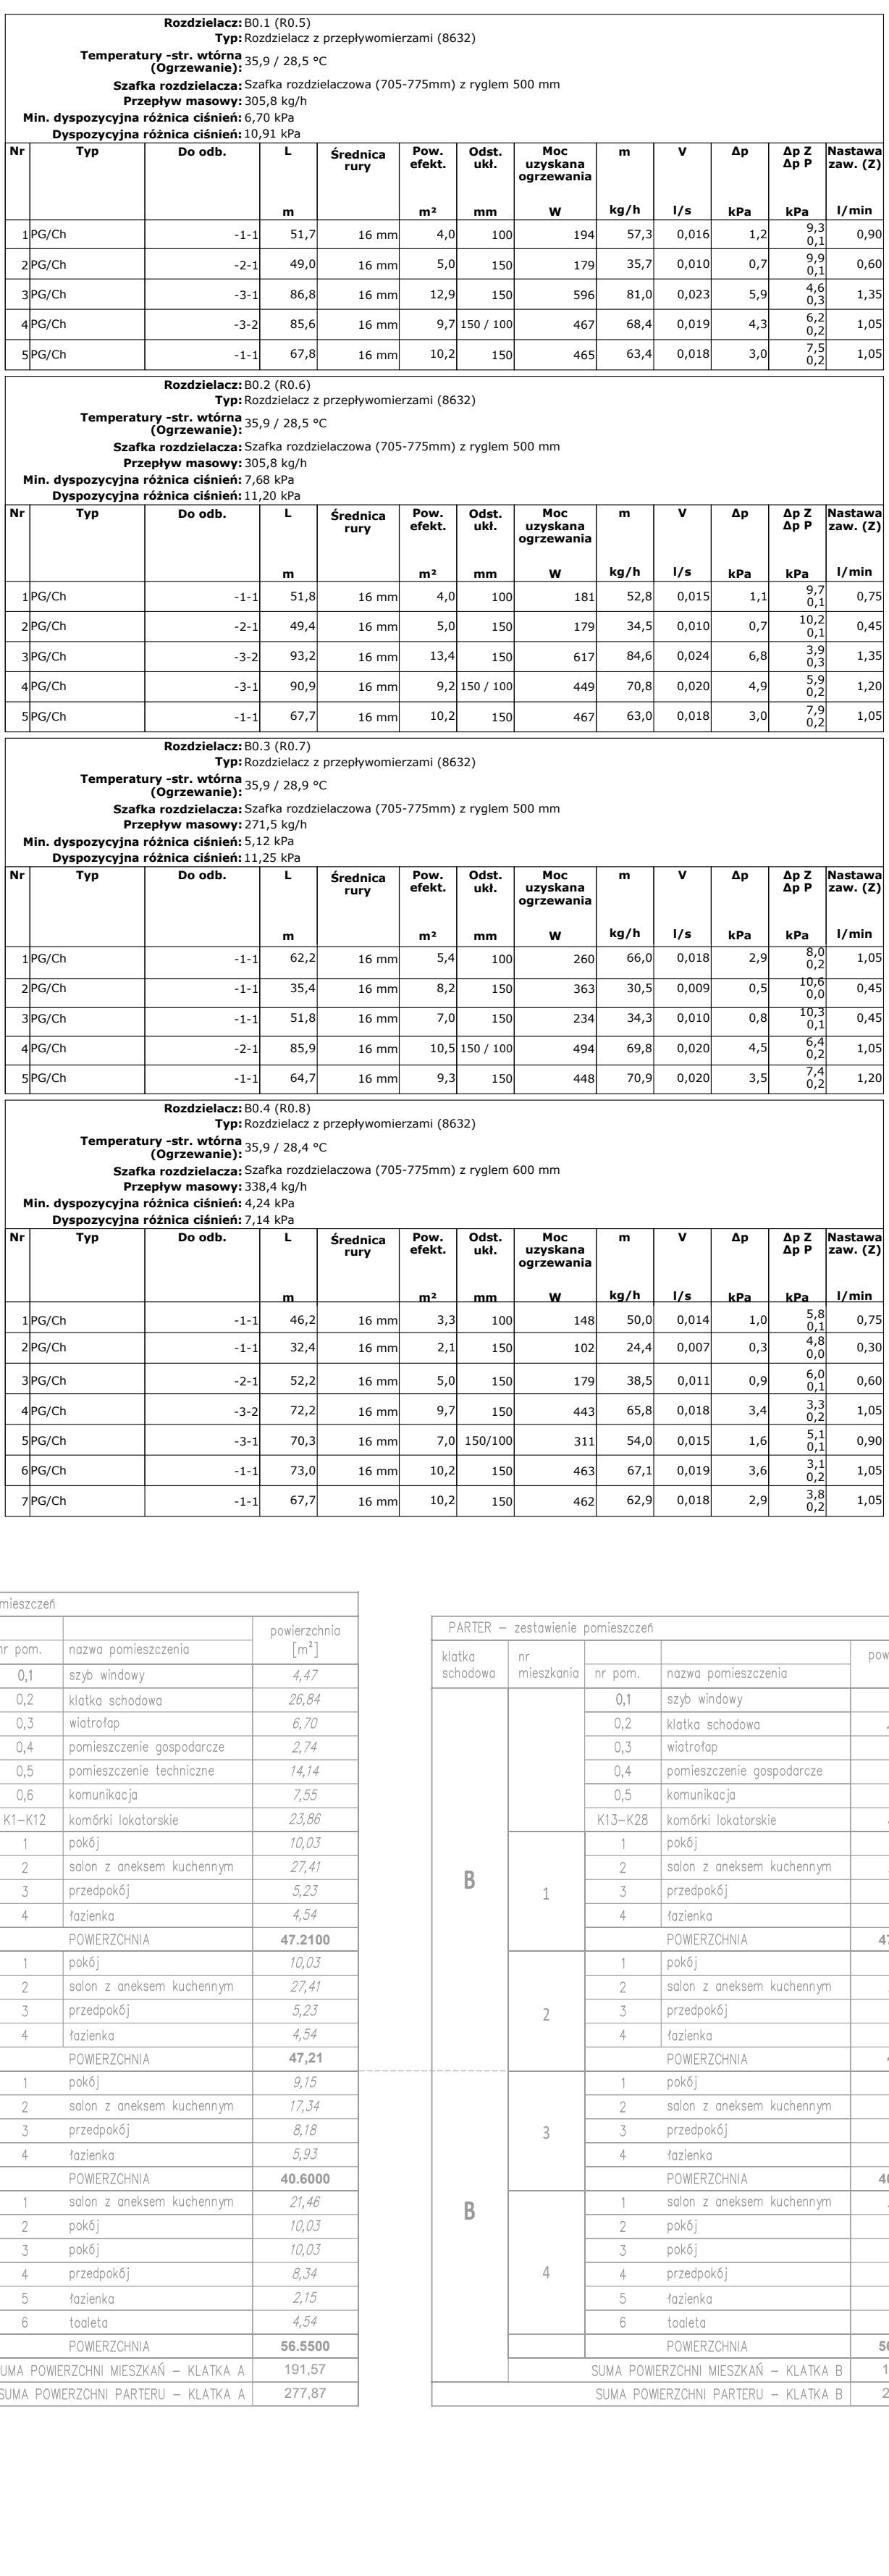 Rozdzielacz: B0.1 (R0.5)
Typ: Rozdzielacz z przepływomierzami (8632)
Temperatury -str. wtórna (Ogrzewanie): 35,9 / 28,5 °C
Szafka rozdzielacza: Szafka rozdzielaczowa (705-775mm) z ryglem 500 mm
Przepływ masowy: 305,8 kg/h
Min. dyspozycyjna różnica ciśnień: 6,70 kPa
Dyspozycyjna różnica ciśnień: 10,91 kPa
Nr Typ Do odb. L Średnica rury Pow. efekt. Odst. ukł. Moc uzyskana ogrzewania m V Δp Δp Z Δp P Nastawa zaw. (Z)
m m² mm W kg/h l/s kPa kPa l/min
1 PG/Ch -1-1 51,7 16 mm 4,0 100 194 57,3 0,016 1,2 9,3 0,1 0,90
2 PG/Ch -2-1 49,0 16 mm 5,0 150 179 35,7 0,010 0,7 9,9 0,1 0,60
3 PG/Ch -3-1 86,8 16 mm 12,9 150 596 81,0 0,023 5,9 4,6 0,3 1,35
4 PG/Ch -3-2 85,6 16 mm 9,7 150 / 100 467 68,4 0,019 4,3 6,2 0,2 1,05
5 PG/Ch -1-1 67,8 16 mm 10,2 150 465 63,4 0,018 3,0 7,5 0,2 1,05
Rozdzielacz: B0.2 (R0.6)
Typ: Rozdzielacz z przepływomierzami (8632)
Temperatury -str. wtórna (Ogrzewanie): 35,9 / 28,5 °C
Szafka rozdzielacza: Szafka rozdzielaczowa (705-775mm) z ryglem 500 mm
Przepływ masowy: 305,8 kg/h
Min. dyspozycyjna różnica ciśnień: 7,68 kPa
Dyspozycyjna różnica ciśnień: 11,20 kPa
Nr Typ Do odb. L Średnica rury Pow. efekt. Odst. ukł. Moc uzyskana ogrzewania m V Δp Δp Z Δp P Nastawa zaw. (Z)
m m² mm W kg/h l/s kPa kPa l/min
1 PG/Ch -1-1 51,8 16 mm 4,0 100 181 52,8 0,015 1,1 9,7 0,1 0,75
2 PG/Ch -2-1 49,4 16 mm 5,0 150 179 34,5 0,010 0,7 10,2 0,1 0,45
3 PG/Ch -3-2 93,2 16 mm 13,4 150 617 84,6 0,024 6,8 3,9 0,3 1,35
4 PG/Ch -3-1 90,9 16 mm 9,2 150 / 100 449 70,8 0,020 4,9 5,9 0,2 1,20
5 PG/Ch -1-1 67,7 16 mm 10,2 150 467 63,0 0,018 3,0 7,9 0,2 1,05
Rozdzielacz: B0.3 (R0.7)
Typ: Rozdzielacz z przepływomierzami (8632)
Temperatury -str. wtórna (Ogrzewanie): 35,9 / 28,9 °C
Szafka rozdzielacza: Szafka rozdzielaczowa (705-775mm) z ryglem 500 mm
Przepływ masowy: 271,5 kg/h
Min. dyspozycyjna różnica ciśnień: 5,12 kPa
Dyspozycyjna różnica ciśnień: 11,25 kPa
Nr Typ Do odb. L Średnica rury Pow. efekt. Odst. ukł. Moc uzyskana ogrzewania m V Δp Δp Z Δp P Nastawa zaw. (Z)
m m² mm W kg/h l/s kPa kPa l/min
1 PG/Ch -1-1 62,2 16 mm 5,4 100 260 66,0 0,018 2,9 8,0 0,2 1,05
2 PG/Ch -1-1 35,4 16 mm 8,2 150 363 30,5 0,009 0,5 10,6 0,0 0,45
3 PG/Ch -1-1 51,8 16 mm 7,0 150 234 34,3 0,010 0,8 10,3 0,1 0,45
4 PG/Ch -2-1 85,9 16 mm 10,5 150 / 100 494 69,8 0,020 4,5 6,4 0,2 1,05
5 PG/Ch -1-1 64,7 16 mm 9,3 150 448 70,9 0,020 3,5 7,4 0,2 1,20
Rozdzielacz: B0.4 (R0.8)
Typ: Rozdzielacz z przepływomierzami (8632)
Temperatury -str. wtórna (Ogrzewanie): 35,9 / 28,4 °C
Szafka rozdzielacza: Szafka rozdzielaczowa (705-775mm) z ryglem 600 mm
Przepływ masowy: 338,4 kg/h
Min. dyspozycyjna różnica ciśnień: 4,24 kPa
Dyspozycyjna różnica ciśnień: 7,14 kPa
Nr Typ Do odb. L Średnica rury Pow. efekt. Odst. ukł. Moc uzyskana ogrzewania m V Δp Δp Z Δp P Nastawa zaw. (Z)
m m² mm W kg/h l/s kPa kPa l/min
1 PG/Ch -1-1 46,2 16 mm 3,3 100 148 50,0 0,014 1,0 5,8 0,1 0,75
2 PG/Ch -1-1 32,4 16 mm 2,1 150 102 24,4 0,007 0,3 4,8 0,0 0,30
3 PG/Ch -2-1 52,2 16 mm 5,0 150 179 38,5 0,011 0,9 6,0 0,1 0,60
4 PG/Ch -3-2 72,2 16 mm 9,7 150 443 65,8 0,018 3,4 3,3 0,2 1,05
5 PG/Ch -3-1 70,3 16 mm 7,0 150/100 311 54,0 0,015 1,6 5,1 0,1 0,90
6 PG/Ch -1-1 73,0 16 mm 10,2 150 463 67,1 0,019 3,6 3,1 0,2 1,05
7 PG/Ch -1-1 67,7 16 mm 10,2 150 462 62,9 0,018 2,9 3,8 0,2 1,05
mieszczeń
nr pom. nazwa pomieszczenia powierzchnia [m²]
0,1 szyb windowy 4,47
0,2 klatka schodowa 26,84
0,3 wiatrołap 6,70
0,4 pomieszczenie gospodarcze 2,74
0,5 pomieszczenie techniczne 14,14
0,6 komunikacja 7,55
K1-K12 komórki lokatorskie 23,86
1 pokój 10,03
2 salon z aneksem kuchennym 27,41
3 przedpokój 5,23
4 łazienka 4,54
POWIERZCHNIA 47.2100
1 pokój 10,03
2 salon z aneksem kuchennym 27,41
3 przedpokój 5,23
4 łazienka 4,54
POWIERZCHNIA 47,21
1 pokój 9,15
2 salon z aneksem kuchennym 17,34
3 przedpokój 8,18
4 łazienka 5,93
POWIERZCHNIA 40.6000
1 salon z aneksem kuchennym 21,46
2 pokój 10,03
3 pokój 10,03
4 przedpokój 8,34
5 łazienka 2,15
6 toaleta 4,54
POWIERZCHNIA 56.5500
UMA POWIERZCHNI MIESZKAŃ – KLATKA A 191,57
SUMA POWIERZCHNI PARTERU – KLATKA A 277,87
PARTER – zestawienie pomieszczeń
klatka schodowa nr mieszkania nr pom. nazwa pomieszczenia pow
0,1 szyb windowy
0,2 klatka schodowa
0,3 wiatrołap
0,4 pomieszczenie gospodarcze
0,5 komunikacja
K13-K28 komórki lokatorskie
B
1
1 pokój
2 salon z aneksem kuchennym
3 przedpokój
4 łazienka
POWIERZCHNIA 47
2
1 pokój
2 salon z aneksem kuchennym
3 przedpokój
4 łazienka
POWIERZCHNIA 4
B
3
1 pokój
2 salon z aneksem kuchennym
3 przedpokój
4 łazienka
POWIERZCHNIA 40
4
1 salon z aneksem kuchennym
2 pokój
3 pokój
4 przedpokój
5 łazienka
6 toaleta
POWIERZCHNIA 56
SUMA POWIERZCHNI MIESZKAŃ – KLATKA B 1
SUMA POWIERZCHNI PARTERU – KLATKA B 2